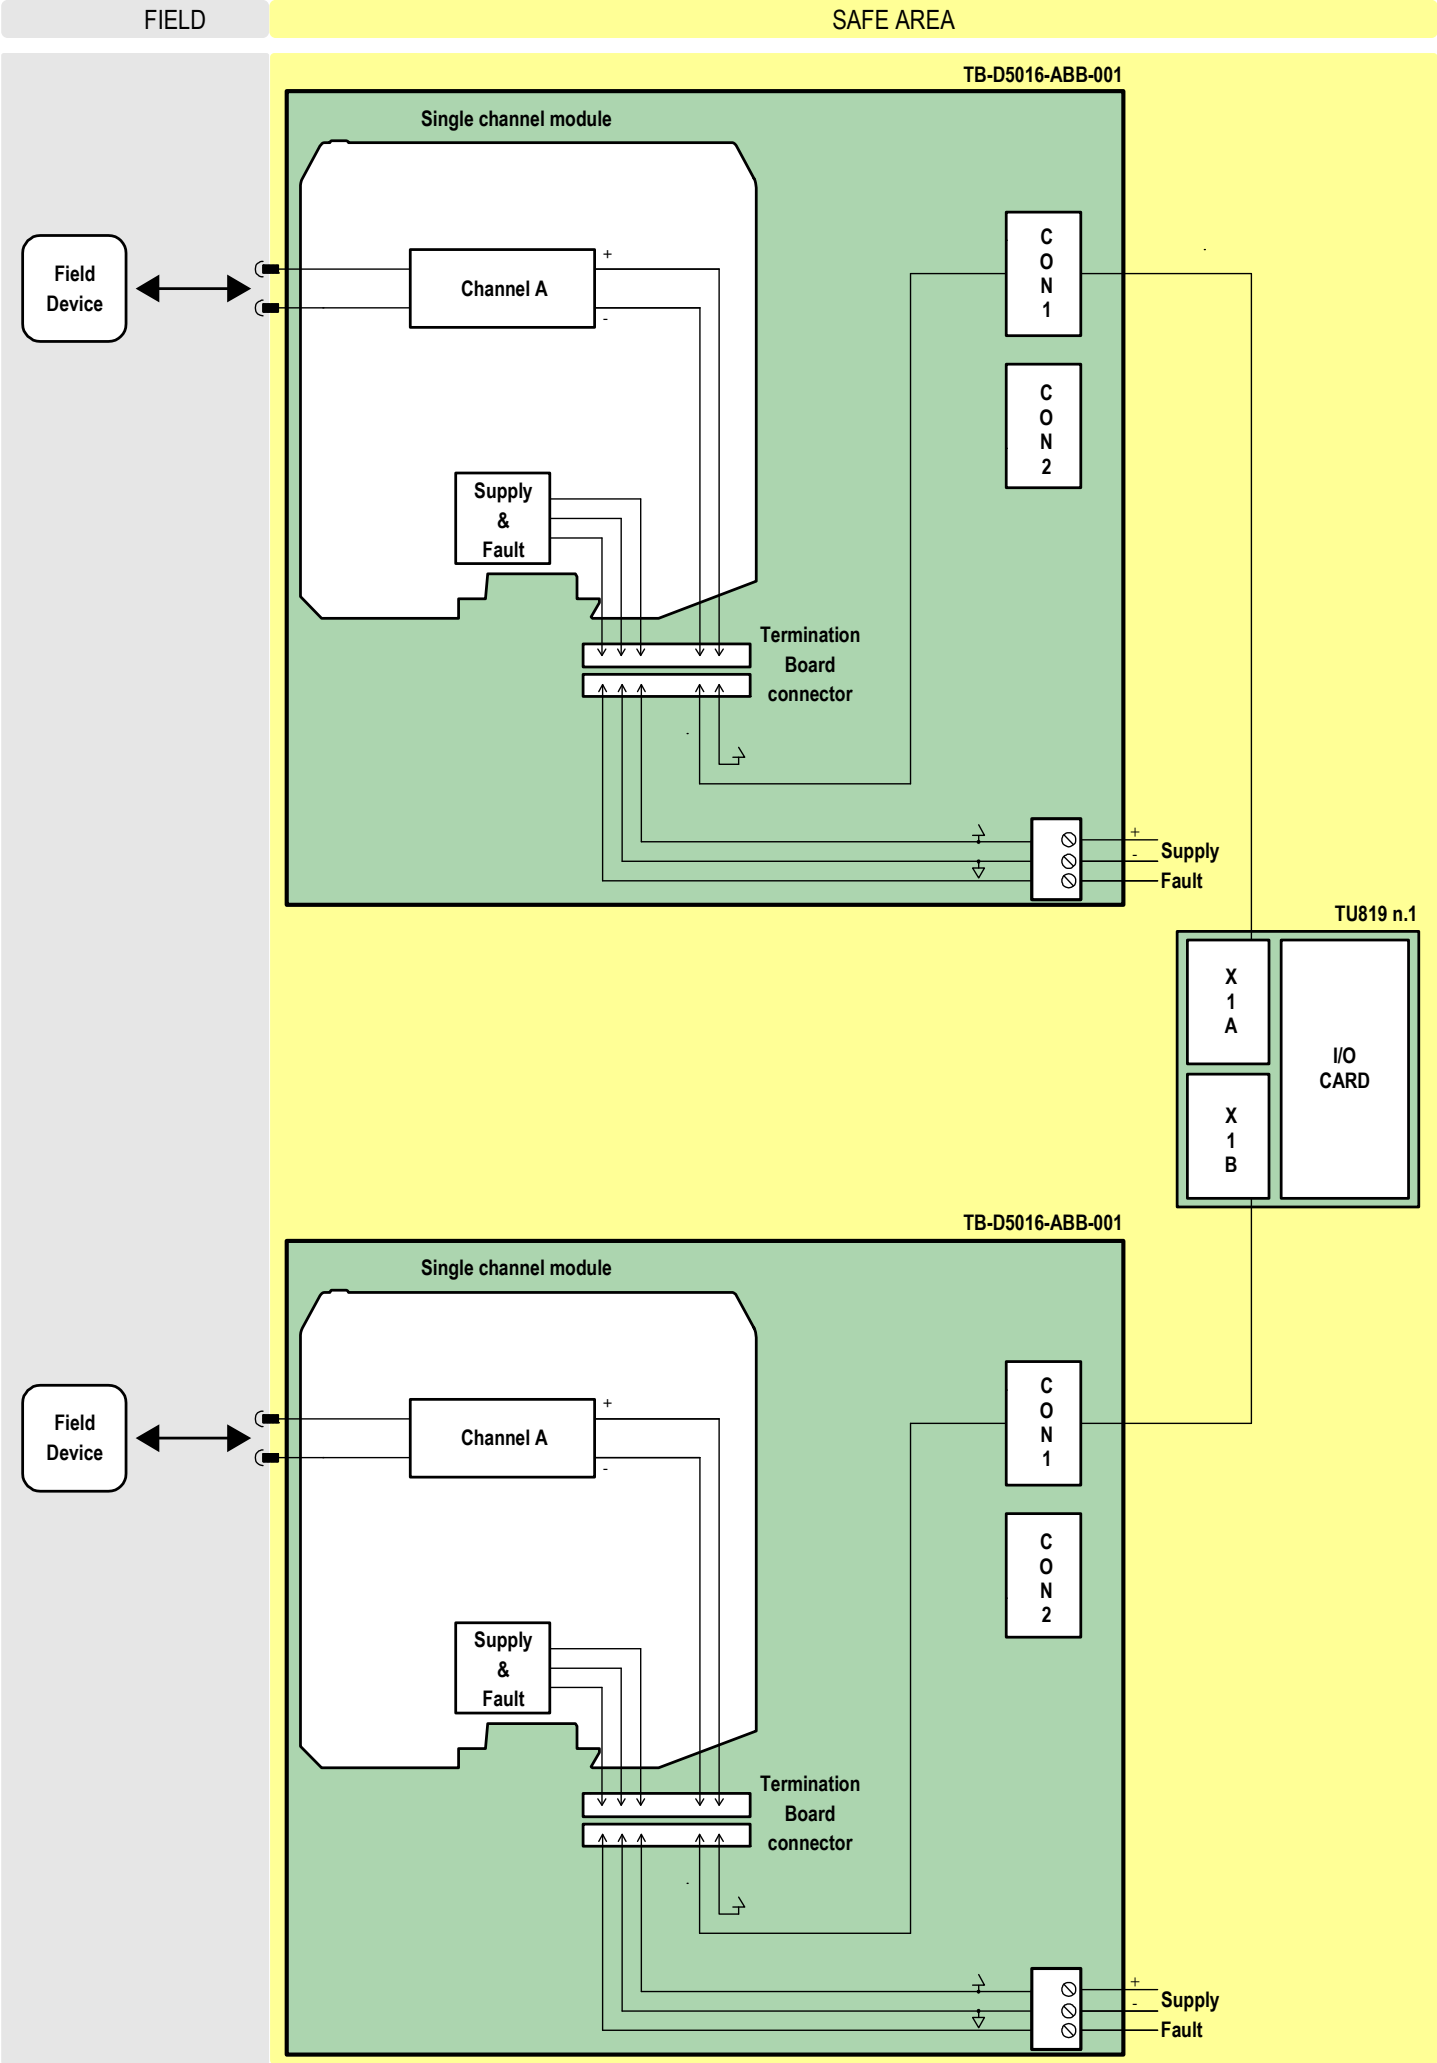 FIELD
SAFE AREA
TB-D5016-ABB-001
Single channel module
Field
Device
Channel A
+
-
C
O
N
1
C
O
N
2
Supply
&
Fault
Termination
Board
connector
+
-
Supply
Fault
TU819 n.1
X
1
A
I/O
CARD
X
1
B
TB-D5016-ABB-001
Single channel module
Field
Device
Channel A
+
-
C
O
N
1
C
O
N
2
Supply
&
Fault
Termination
Board
connector
+
-
Supply
Fault